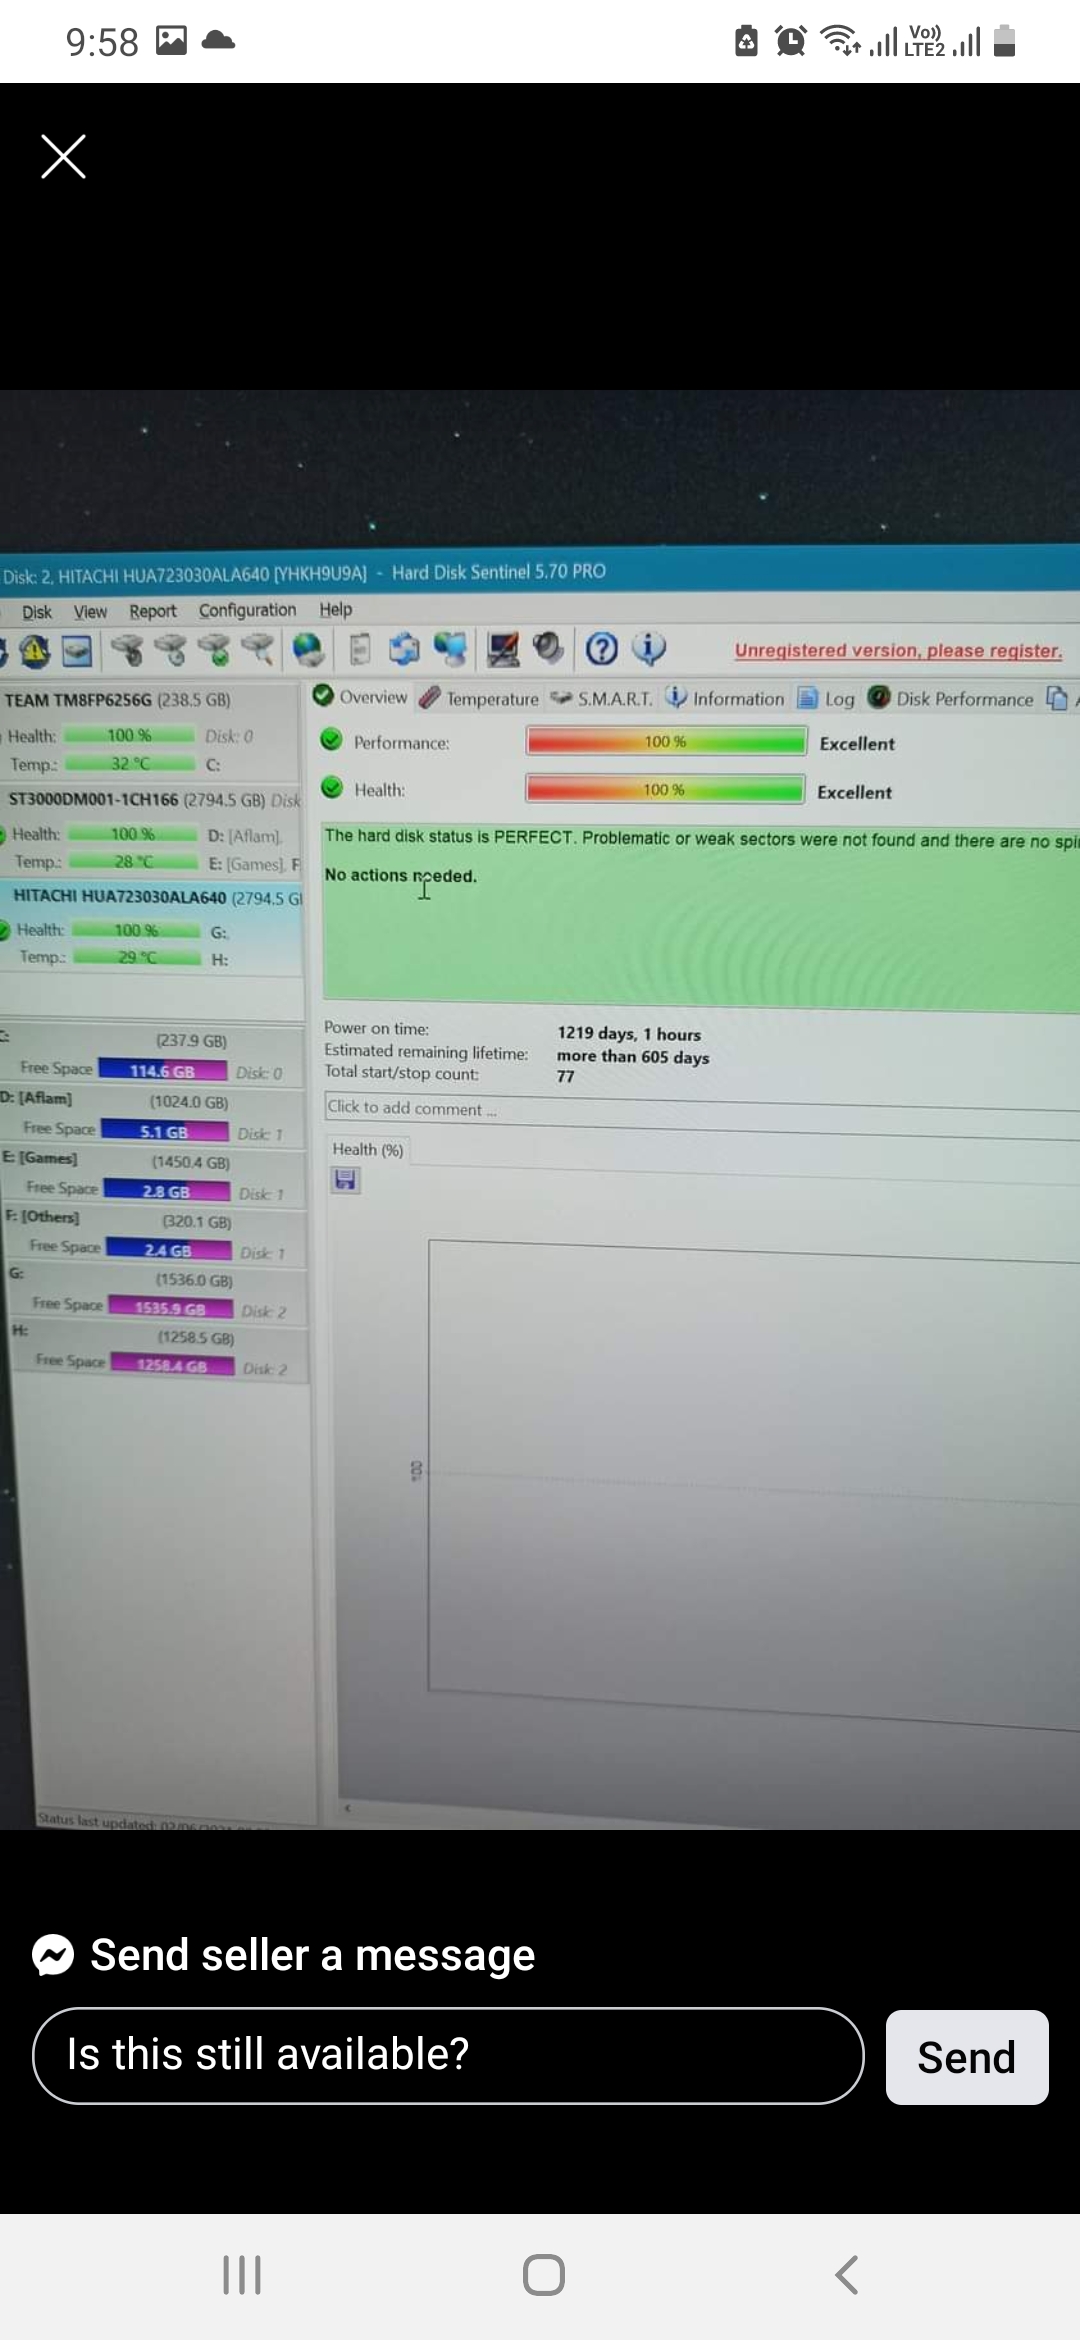 9:58
Vo)) LTE2
Disk: 2, HITACHI HUA723030ALA640 [YHKH9U9A] - Hard Disk Sentinel 5.70 PRO
Disk View Report Configuration Help
Unregistered version, please register.
TEAM TM8FP6256G (238.5 GB)
Health: 100 % Disk: 0
Temp.: 32 °C C:
ST3000DM001-1CH166 (2794.5 GB) Disk
Health: 100 % D: [Aflam],
Temp.: 28 °C E: [Games], F
HITACHI HUA723030ALA640 (2794.5 G
Health: 100 % G:,
Temp.: 29 °C H:
C: (237.9 GB)
Free Space 114.6 GB Disk: 0
D: [Aflam] (1024.0 GB)
Free Space 5.1 GB Disk: 1
E: [Games] (1450.4 GB)
Free Space 2.8 GB Disk: 1
F: [Others] (320.1 GB)
Free Space 2.4 GB Disk: 1
G: (1536.0 GB)
Free Space 1535.9 GB Disk: 2
H: (1258.5 GB)
Free Space 1258.4 GB Disk: 2
Status last updated:
Overview Temperature S.M.A.R.T. Information Log Disk Performance
Performance: 100 % Excellent
Health: 100 % Excellent
The hard disk status is PERFECT. Problematic or weak sectors were not found and there are no spi
No actions needed.
Power on time: 1219 days, 1 hours
Estimated remaining lifetime: more than 605 days
Total start/stop count: 77
Click to add comment ...
Health (%)
100
Send seller a message
Is this still available?
Send